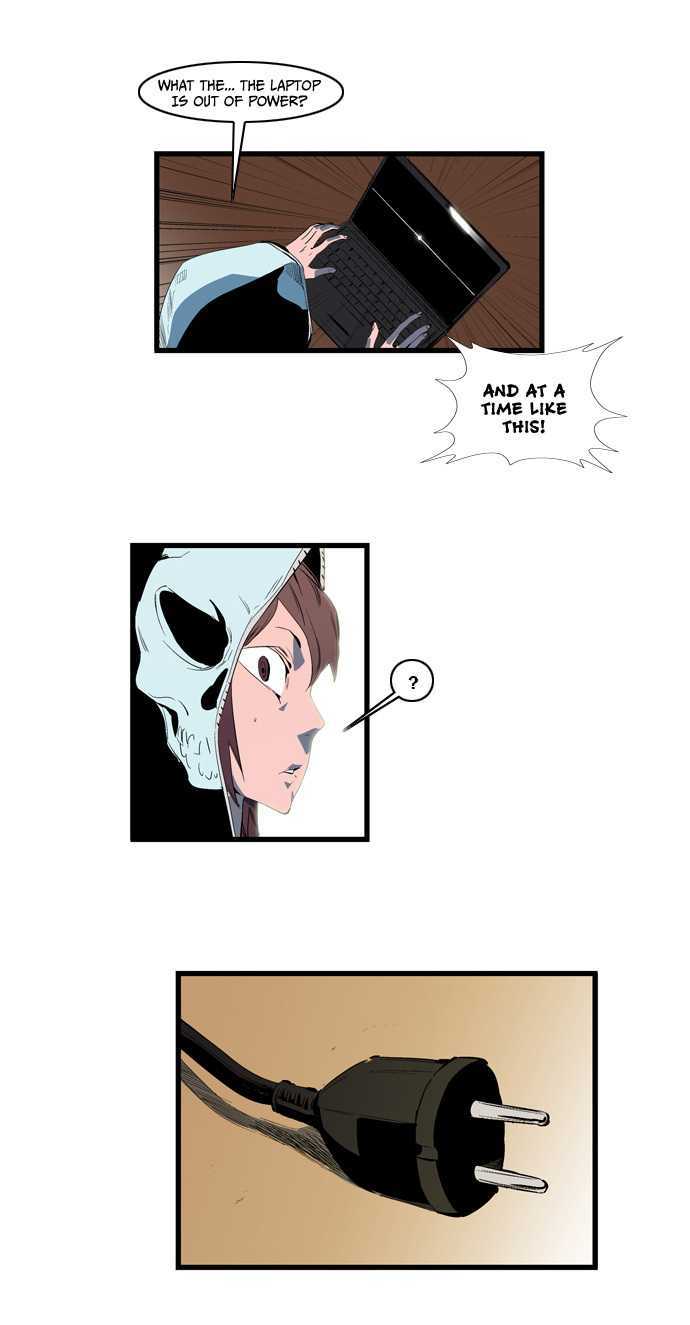 WHAT THE... THE LAPTOP
IS OUT OF POWER?
AND AT A
TIME LIKE
THIS!
?